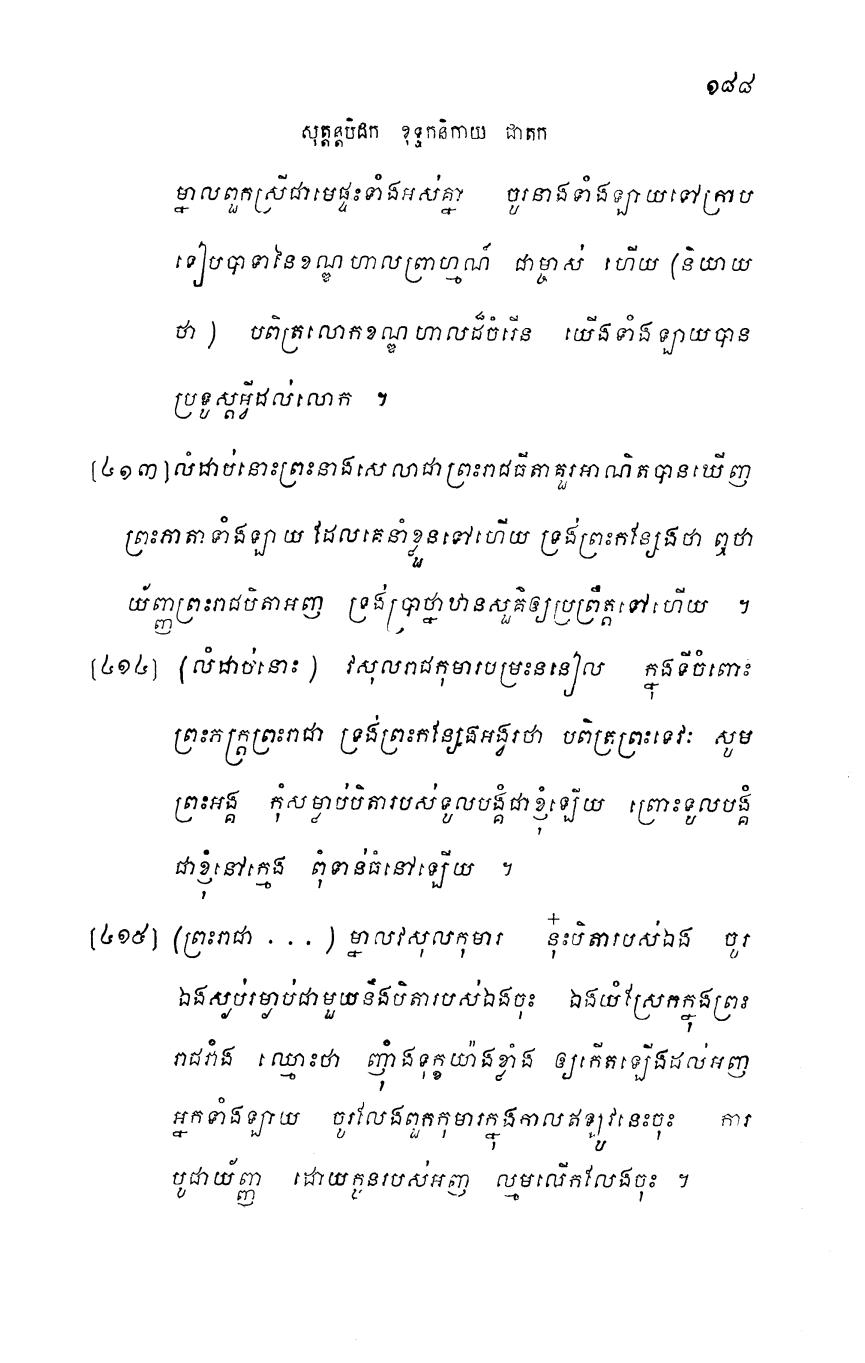 ១៨៨
សុត្តន្តបិដក ខុទ្ទកនិកាយ ជាតក
ម្នាលពួកស្រីជាមេផ្ទះទាំងអស់គ្នា ចូរនាងទាំងឡាយទៅក្រាប
ទៀបបាទានៃខណ្ឌហាលព្រាហ្មណ៍ ជាម្ចាស់ ហើយ (និយាយ
ថា) បពិត្រលោកខណ្ឌហាលដ៏ចំរើន យើងទាំងឡាយបាន
ប្រទូស្តអ្វីដល់លោក ។
[៤១៣] លំដាប់នោះព្រះនាងសេលាជាព្រះរាជធីតាគួរអាណិតបានឃើញ
ព្រះភាតាទាំងឡាយ ដែលគេនាំខ្លួនទៅហើយ ទ្រង់ព្រះកន្សែងថា ឮថា
យ័ញ្ញព្រះរាជបិតាអញ ទ្រង់ប្រាថ្នាឋានសួគ៌ឲ្យប្រព្រឹត្តទៅហើយ ។
[៤១៤] (លំដាប់នោះ) វសុលរាជកុមារបម្រះននៀល ក្នុងទីចំពោះ
ព្រះភក្ត្រព្រះរាជា ទ្រង់ព្រះកន្សែងអង្វរថា បពិត្រព្រះទេវៈ សូម
ព្រះអង្គ កុំសម្លាប់បិតារបស់ទូលបង្គំជាខ្ញុំឡើយ ព្រោះទូលបង្គំ
ជាខ្ញុំនៅក្មេង ពុំទាន់ធំនៅឡើយ ។
[៤១៥] (ព្រះរាជា . . .) ម្នាលវសុលកុមារ នុ៎ះបិតារបស់ឯង ចូរ
ឯងស្លប់រម្លាប់ជាមួយនឹងបិតារបស់ឯងចុះ ឯងយំស្រែកក្នុងព្រះ
រាជវាំង ឈ្មោះថា ញ៉ាំងទុក្ខយ៉ាងខ្លាំង ឲ្យកើតឡើងដល់អញ
អ្នកទាំងឡាយ ចូរលែងពួកកុមារក្នុងកាលឥឡូវនេះចុះ ការ
បូជាយ័ញ្ញ ដោយកូនរបស់អញ ល្មមលើកលែងចុះ ។